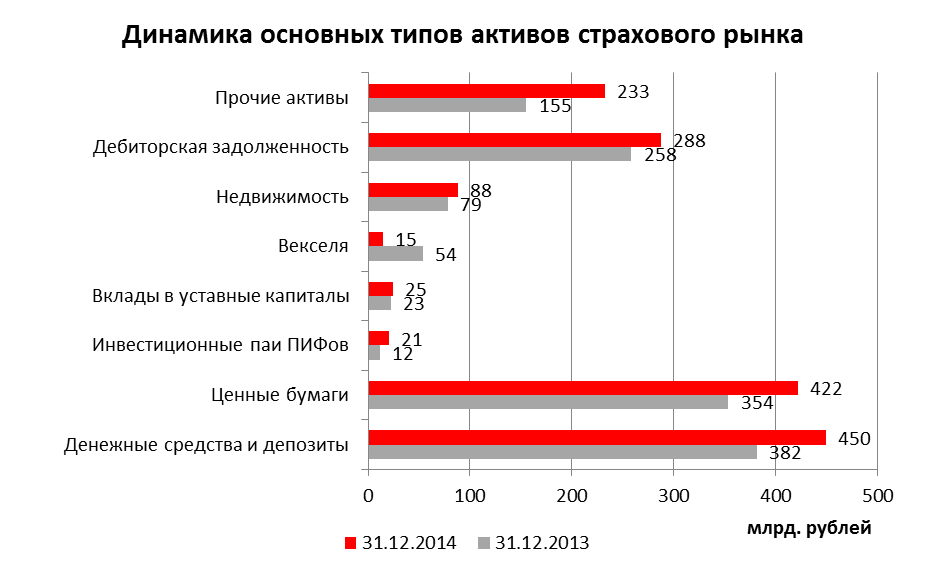 Динамика основных типов активов страхового рынка
Прочие активы
233
155
Дебиторская задолженность
288
258
Недвижимость
88
79
Векселя
15
54
Вклады в уставные капиталы
25
23
Инвестиционные паи ПИФов
21
12
Ценные бумаги
422
354
Денежные средства и депозиты
450
382
0 100 200 300 400 500
млрд. рублей
31.12.2014 31.12.2013